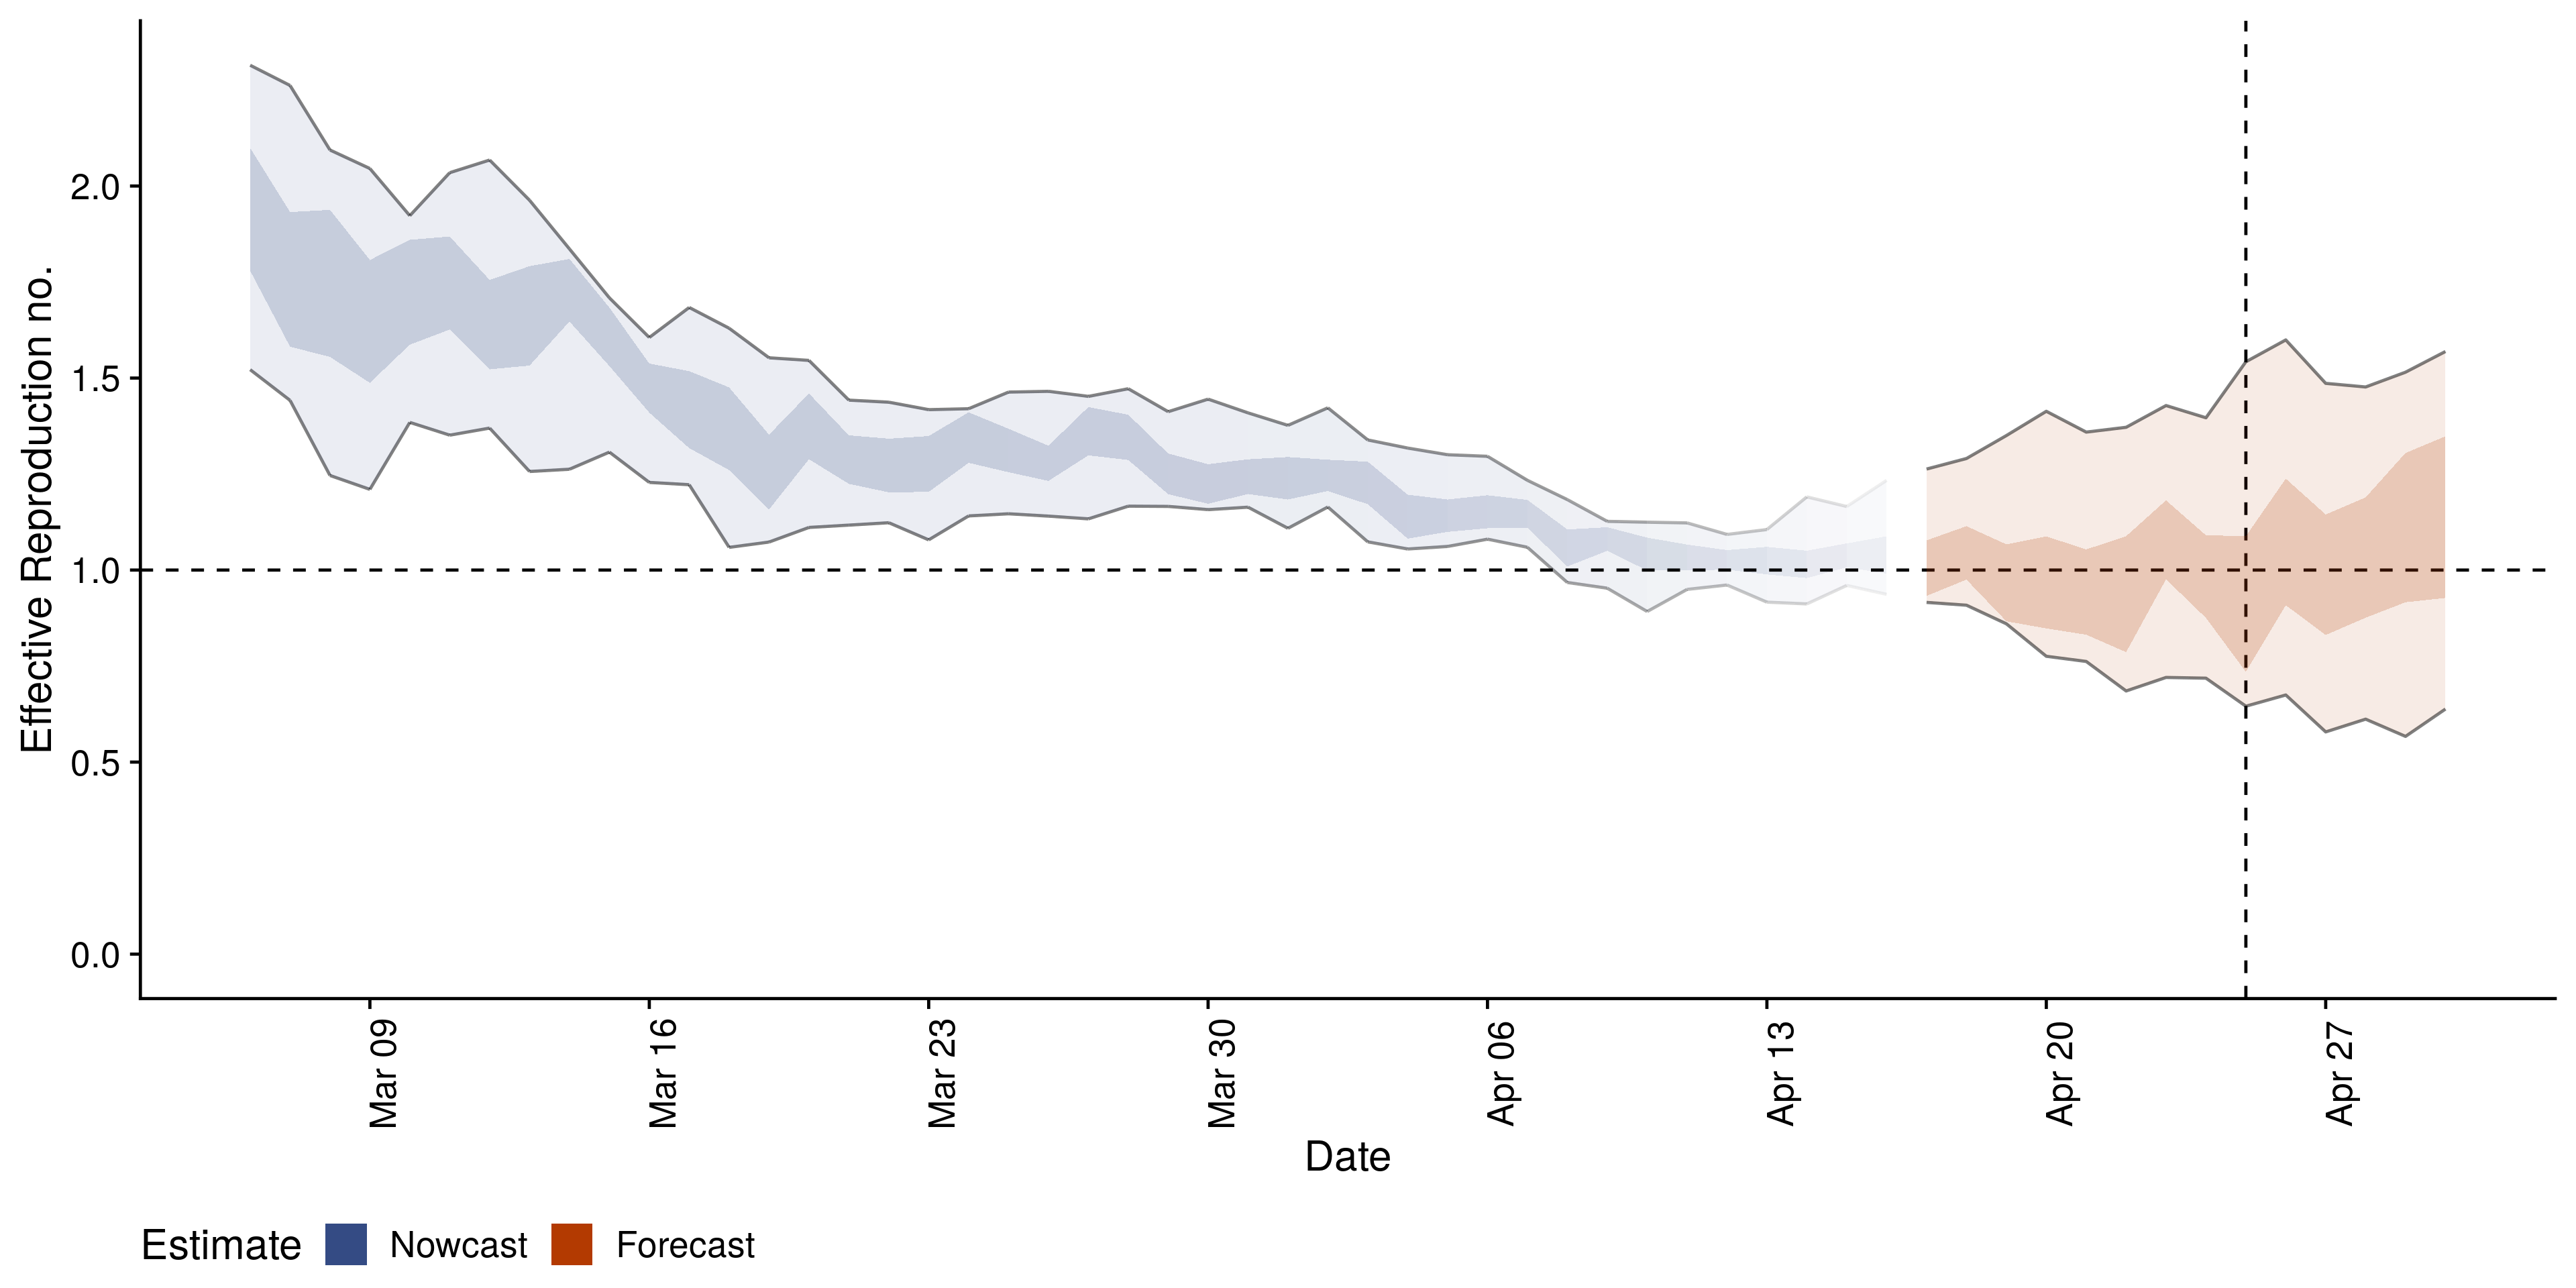 Effective Reproduction no.
2.0
1.5
1.0
0.5
0.0
Mar 09
Mar 16
Mar 23
Mar 30
Apr 06
Apr 13
Apr 20
Apr 27
Date
Estimate Nowcast Forecast